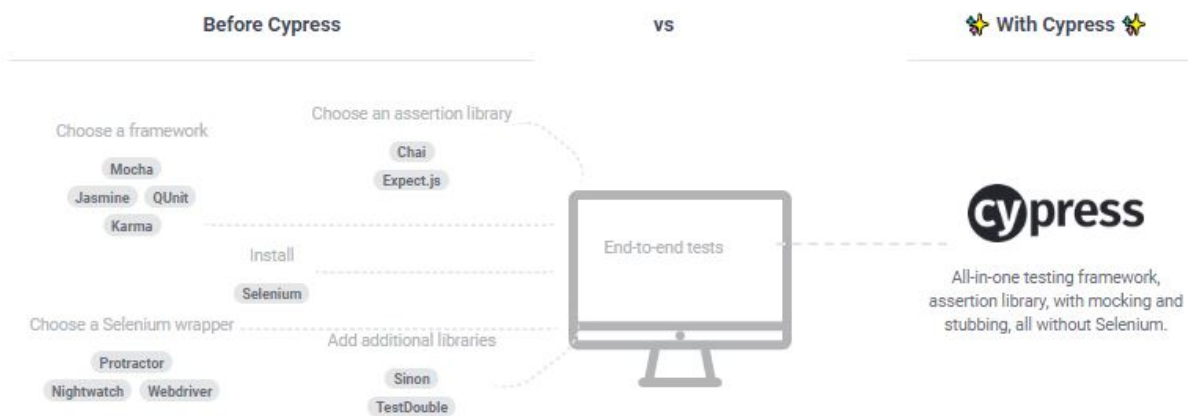 Before Cypress
vs
With Cypress
Choose a framework
Mocha
Jasmine QUnit
Karma
Choose an assertion library
Chai
Expect.js
Install
Selenium
Choose a Selenium wrapper
Protractor
Nightwatch Webdriver
Add additional libraries
Sinon
TestDouble
End-to-end tests
cypress
All-in-one testing framework,
assertion library, with mocking and
stubbing, all without Selenium.